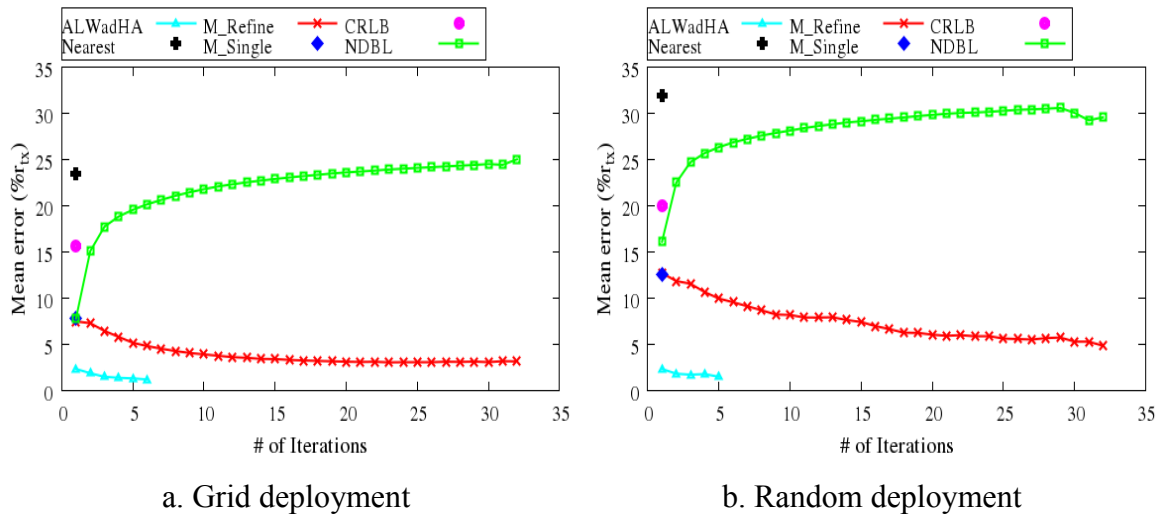 ALWadHA M_Refine CRLB
Nearest M_Single NDBL
35
30
25
20
15
10
5
0
Mean error (%r_tx)
0 5 10 15 20 25 30 35
# of Iterations
a. Grid deployment
ALWadHA M_Refine CRLB
Nearest M_Single NDBL
35
30
25
20
15
10
5
0
Mean error (%r_tx)
0 5 10 15 20 25 30 35
# of Iterations
b. Random deployment